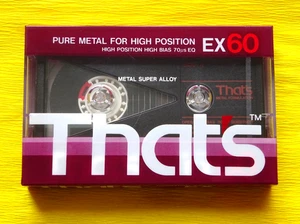 PURE METAL FOR HIGH POSITION EX60
HIGH POSITION HIGH BIAS 70μs EQ
METAL SUPER ALLOY
That's
That's™